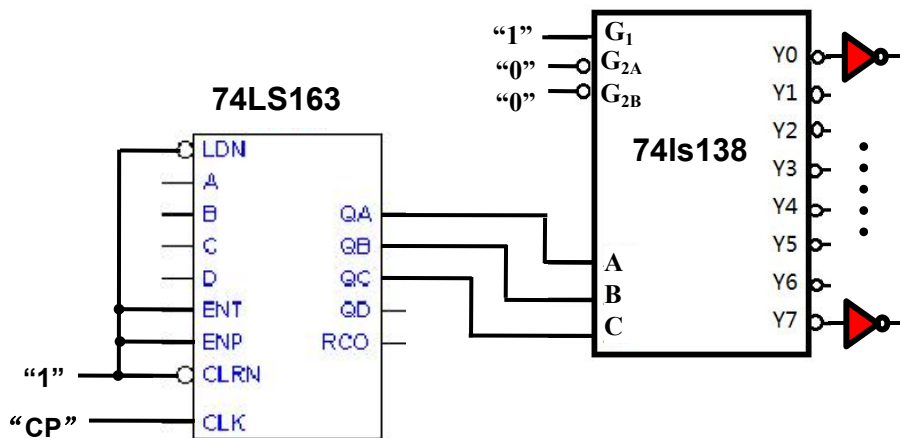 74LS163
LDN
A
B
C
D
ENT
ENP
CLRN
CLK
QA
QB
QC
QD
RCO
“1”
“CP”
“1”
“0”
“0”
G1
G2A
G2B
74ls138
A
B
C
Y0
Y1
Y2
Y3
Y4
Y5
Y6
Y7